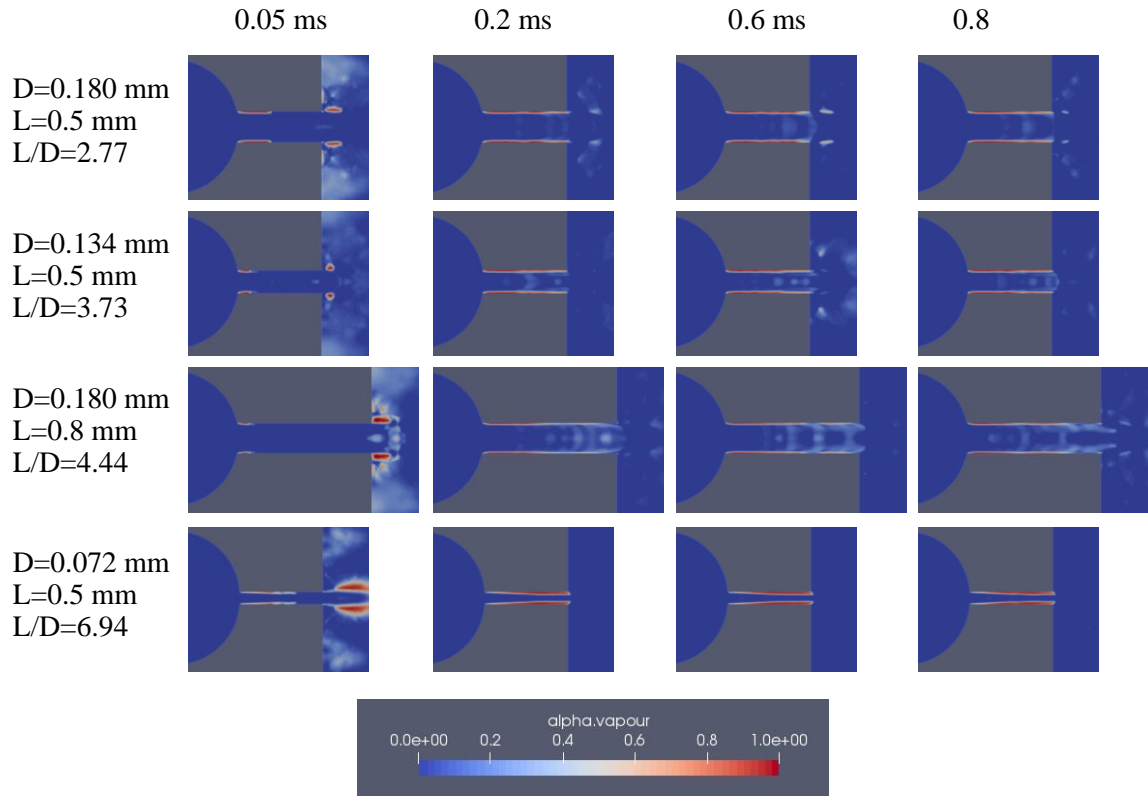 0.05 ms 0.2 ms 0.6 ms 0.8
D=0.180 mm
L=0.5 mm
L/D=2.77
D=0.134 mm
L=0.5 mm
L/D=3.73
D=0.180 mm
L=0.8 mm
L/D=4.44
D=0.072 mm
L=0.5 mm
L/D=6.94
alpha.vapour
0.0e+00 0.2 0.4 0.6 0.8 1.0e+00